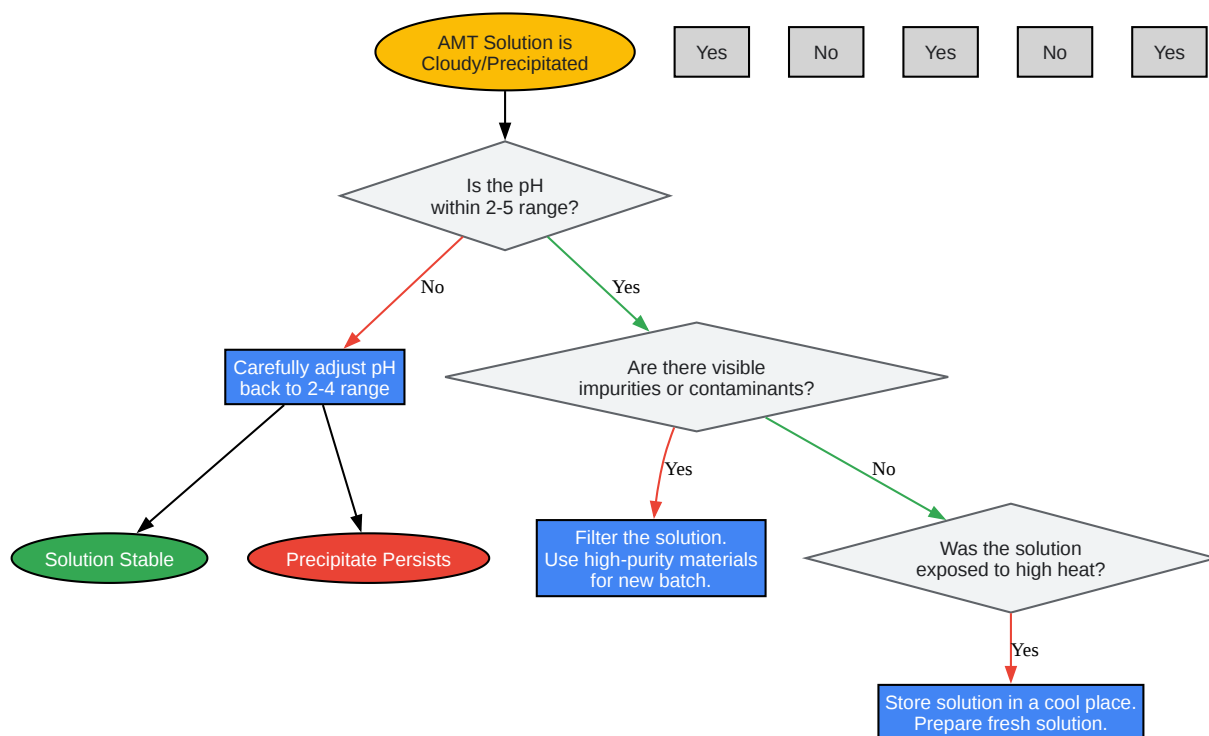 AMT Solution is
Cloudy/Precipitated
Yes
No
Yes
No
Yes
Is the pH
within 2-5 range?
No
Yes
Carefully adjust pH
back to 2-4 range
Are there visible
impurities or contaminants?
Yes
No
Solution Stable
Precipitate Persists
Filter the solution.
Use high-purity materials
for new batch.
Was the solution
exposed to high heat?
Yes
Store solution in a cool place.
Prepare fresh solution.